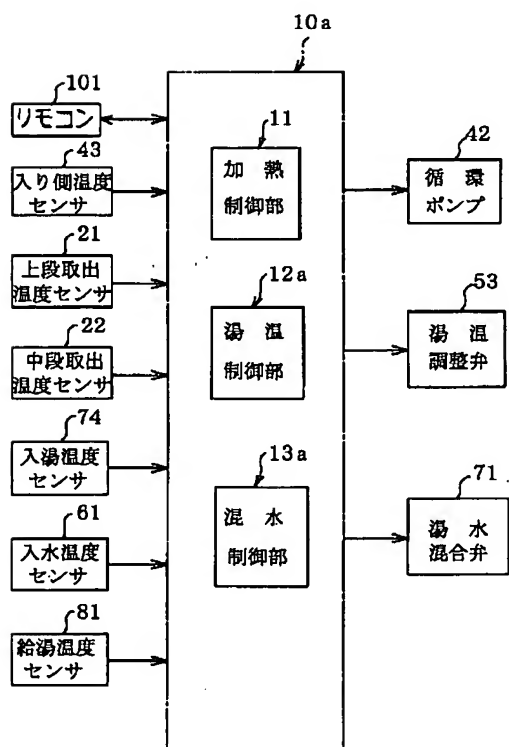 10a
101
リモコン
43
入り側温度
センサ
21
上段取出
温度センサ
22
中段取出
温度センサ
74
入湯温度
センサ
61
入水温度
センサ
81
給湯温度
センサ
11
加熱
制御部
12a
湯温
制御部
13a
混水
制御部
42
循環
ポンプ
53
湯温
調整弁
71
湯水
混合弁